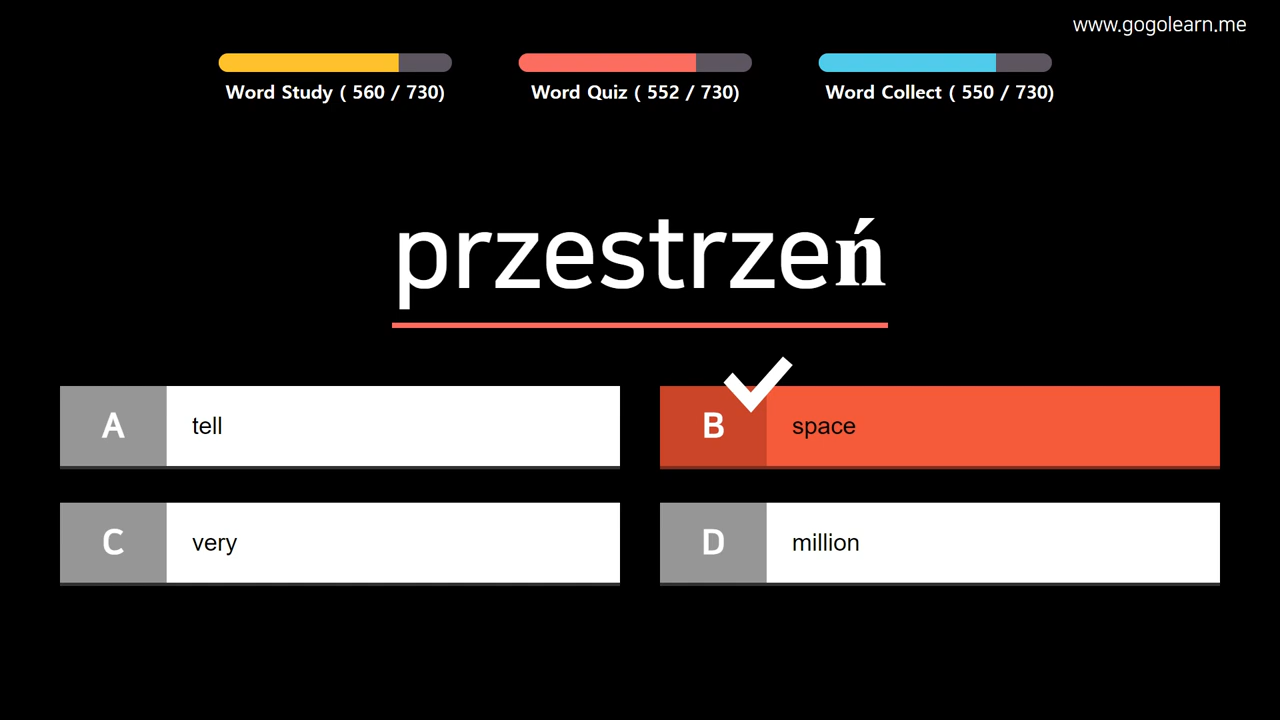 www.gogolearn.me
Word Study ( 560 / 730)
Word Quiz ( 552 / 730)
Word Collect ( 550 / 730)
przestrzeń
A tell
B space
C very
D million